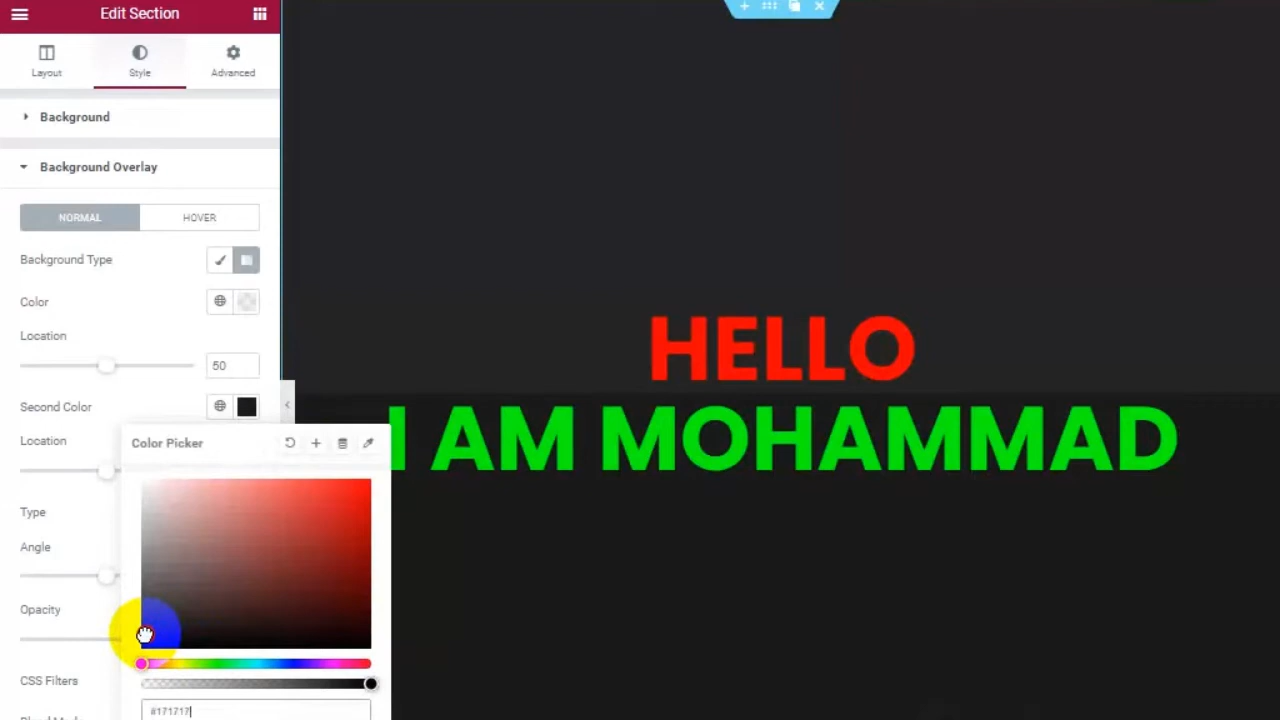 Edit Section
Layout
Style
Advanced
Background
Background Overlay
NORMAL
HOVER
Background Type
Color
Location
50
Second Color
Location
Color Picker
Type
Angle
Opacity
CSS Filters
#171717
HELLO
I AM MOHAMMAD